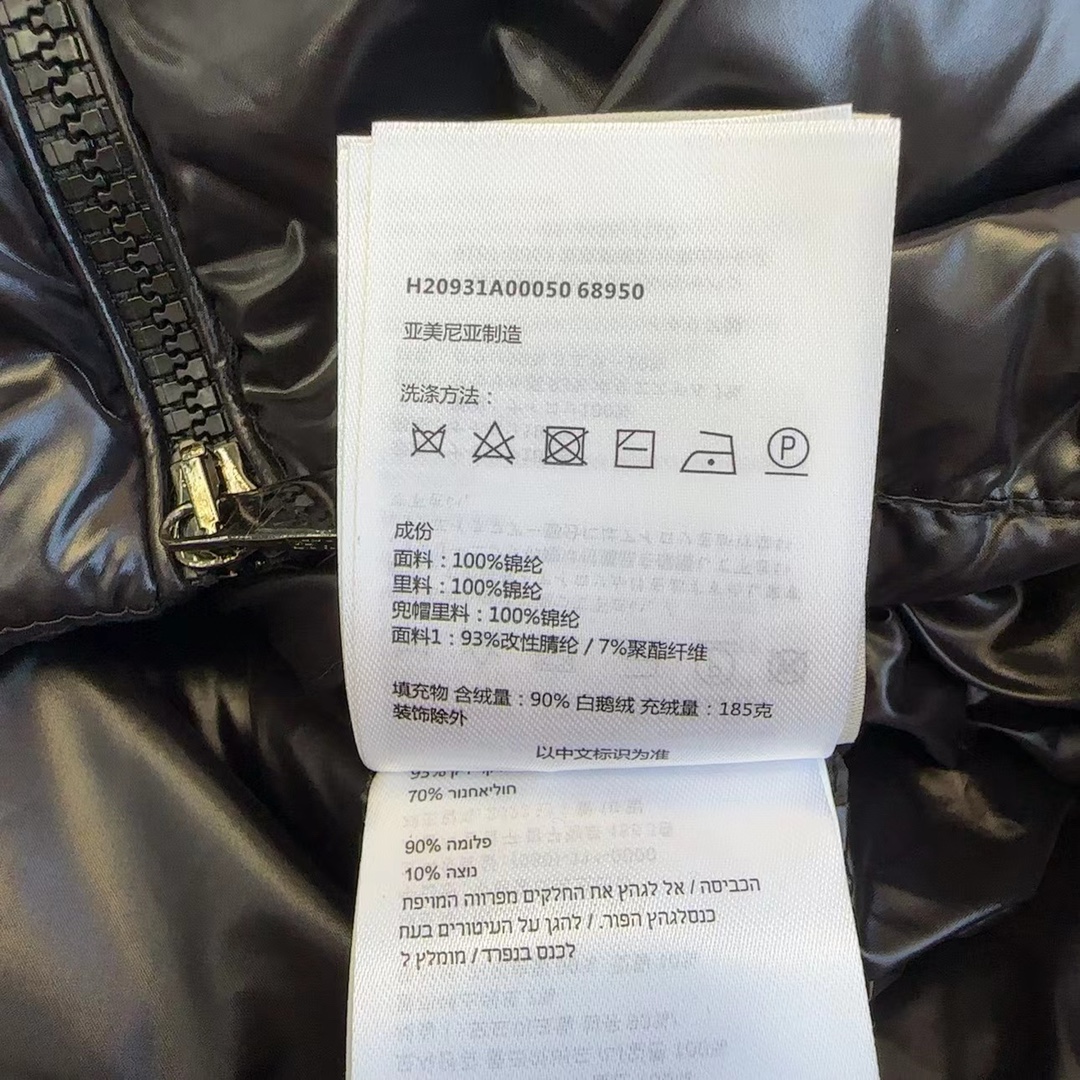 H20931A00050 68950
亚美尼亚制造
洗涤方法：
P
成份
面料：100%锦纶
里料：100%锦纶
兜帽里料：100%锦纶
面料1：93%改性腈纶 / 7%聚酯纤维
填充物 含绒量：90% 白鹅绒 充绒量：185克
装饰除外
以中文标识为准
חוליאחנור 70%
פלומה 90%
נוצה 10%
הכביסה / אל לגהץ את החלקים מפרווה המויפת
כנסלגהץ הפור. / להגן על העיטורים בעת
לכנס בנפרד / מומלץ ל